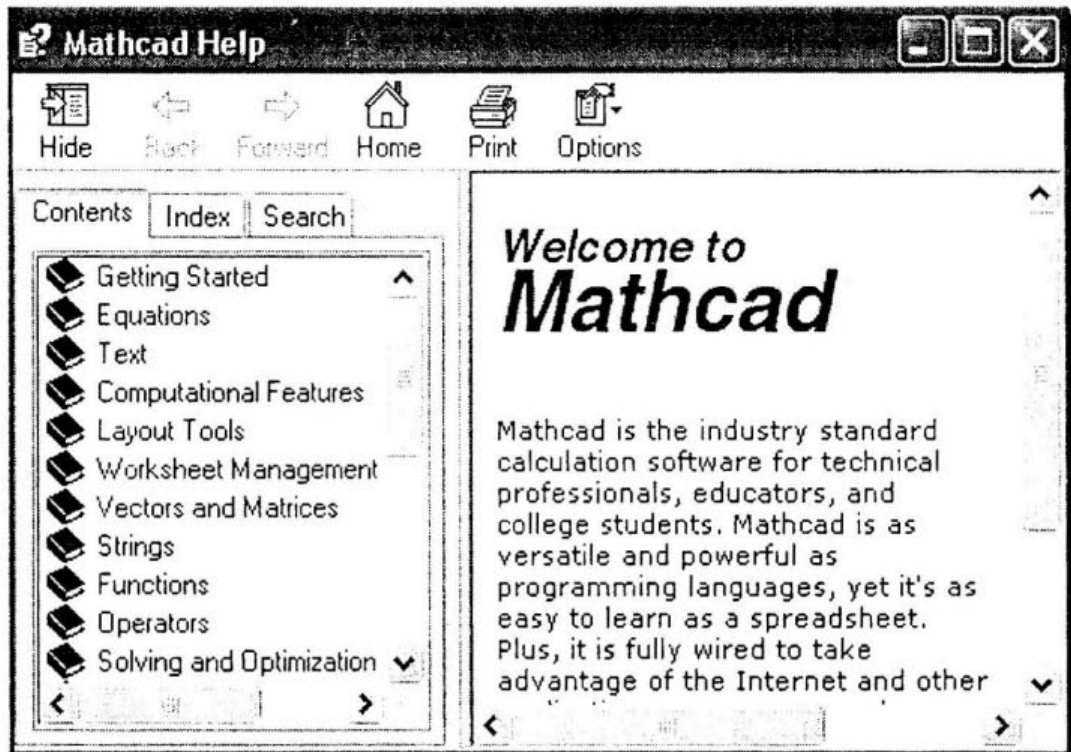 Mathcad Help
Hide Back Forward Home Print Options
Contents Index Search
Getting Started
Equations
Text
Computational Features
Layout Tools
Worksheet Management
Vectors and Matrices
Strings
Functions
Operators
Solving and Optimization
Welcome to
Mathcad
Mathcad is the industry standard
calculation software for technical
professionals, educators, and
college students. Mathcad is as
versatile and powerful as
programming languages, yet it's as
easy to learn as a spreadsheet.
Plus, it is fully wired to take
advantage of the Internet and other